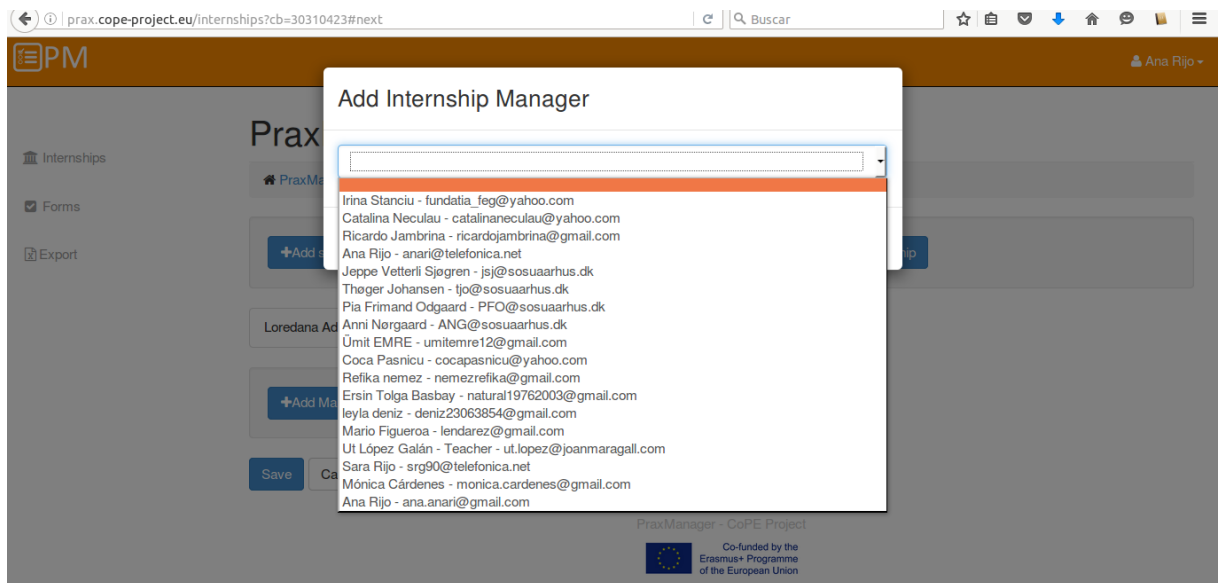 prax.cope-project.eu/internships?cb=30310423#next
Buscar
PM
Ana Rijo
Add Internship Manager
Prax
Internships
PraxMa
Forms
Export
Add s
ip
Irina Stanciu - fundatia_feg@yahoo.com
Catalina Neculau - catalinaneculau@yahoo.com
Ricardo Jambrina - ricardojambrina@gmail.com
Ana Rijo - anari@telefonica.net
Jeppe Vetterli Sjøgren - jsj@sosuaarhus.dk
Thøger Johansen - tjo@sosuaarhus.dk
Pia Frimand Odgaard - PFO@sosuaarhus.dk
Anni Nørgaard - ANG@sosuaarhus.dk
Ümit EMRE - umitemre12@gmail.com
Coca Pasnicu - cocapasnicu@yahoo.com
Refika nemez - nemezrefika@gmail.com
Ersin Tolga Basbay - natural19762003@gmail.com
leyla deniz - deniz23063854@gmail.com
Mario Figueroa - lendarez@gmail.com
Ut López Galán - Teacher - ut.lopez@joanmaragall.com
Sara Rijo - srg90@telefonica.net
Mónica Cárdenes - monica.cardenes@gmail.com
Ana Rijo - ana.anari@gmail.com
Loredana Ad
Add Ma
Save
Ca
PraxManager - CoPE Project
Co-funded by the
Erasmus+ Programme
of the European Union